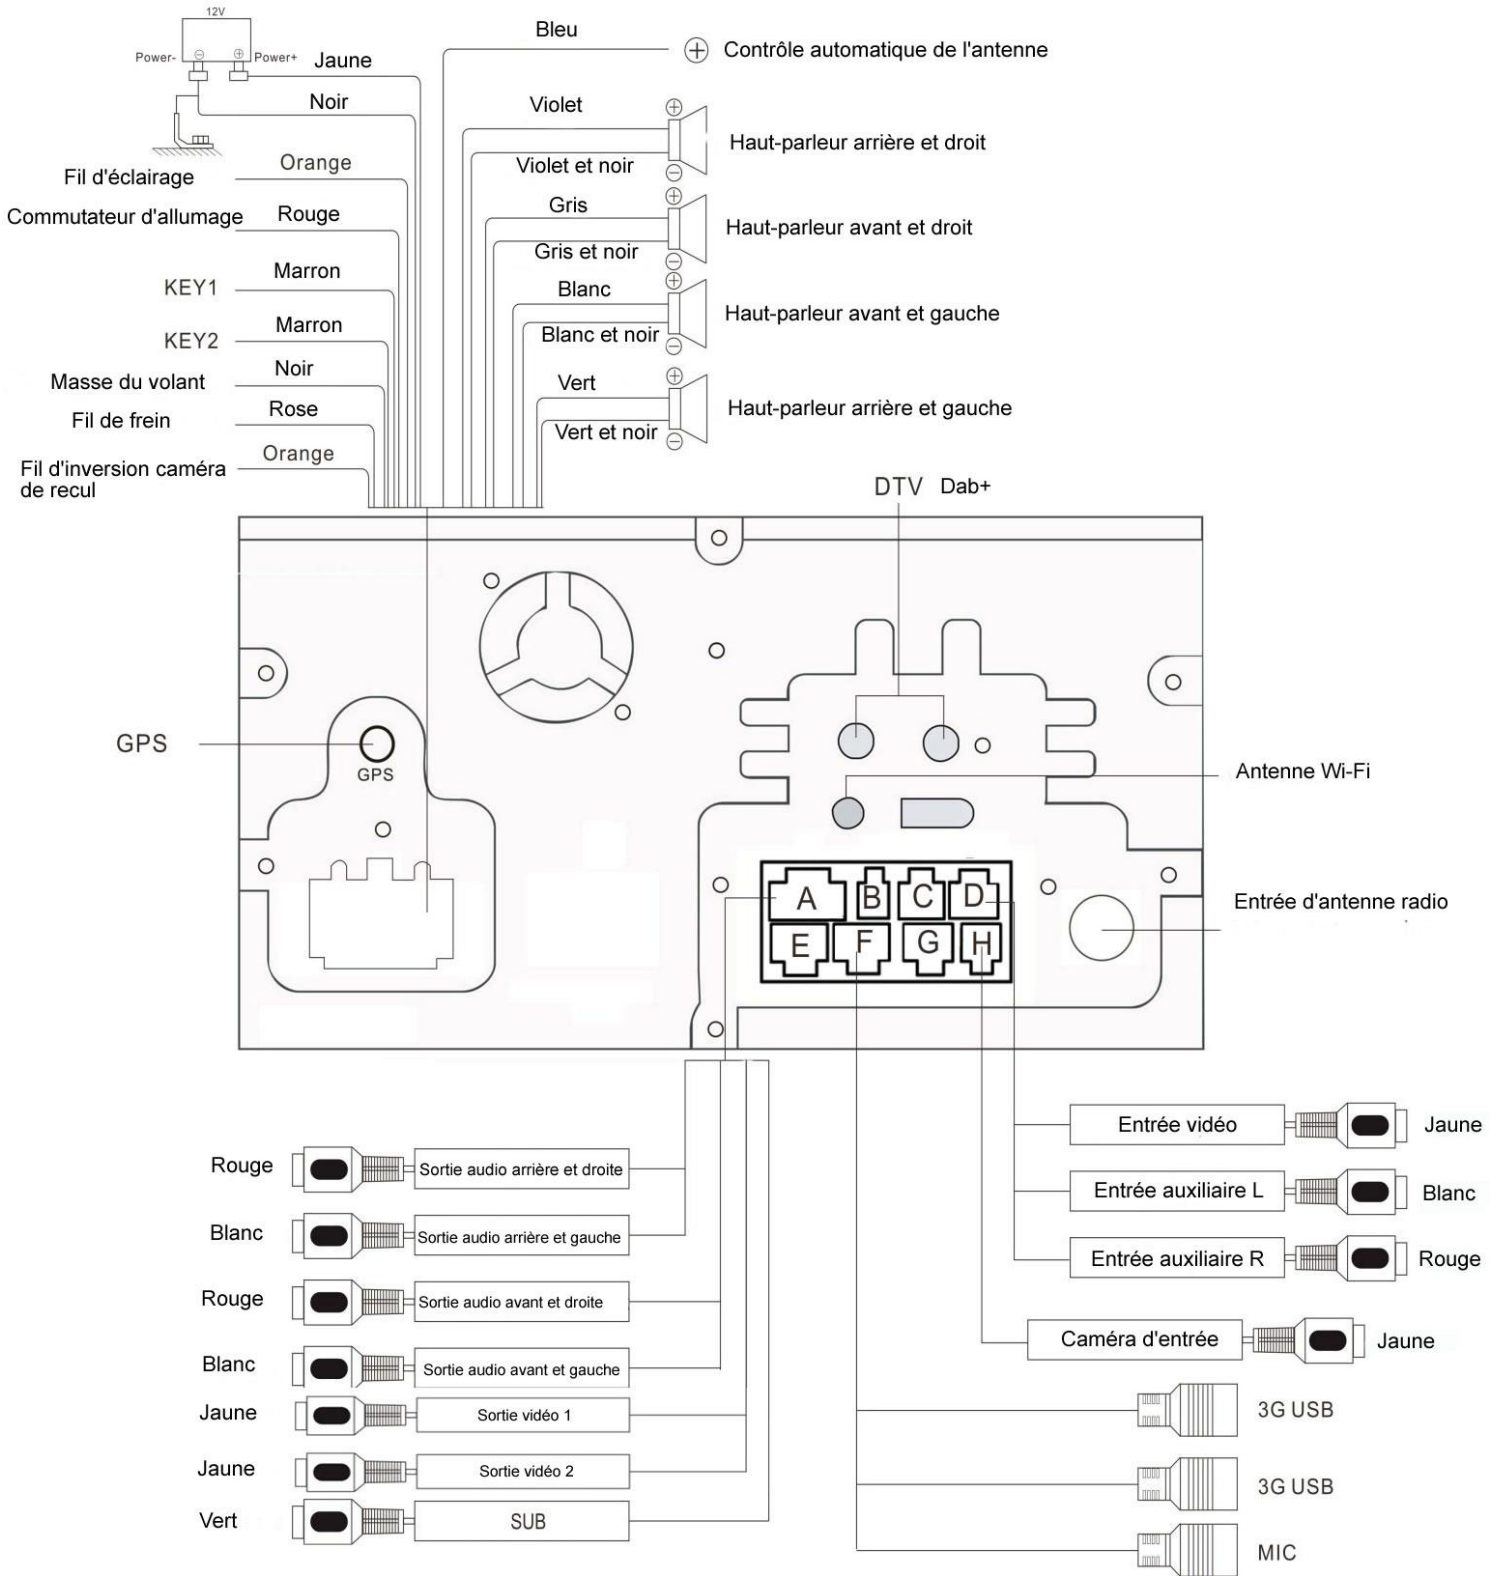 12V
Power-
Power+
Jaune
Noir
Orange
Fil d'éclairage
Commutateur d'allumage
Rouge
Marron
KEY1
Marron
KEY2
Noir
Masse du volant
Rose
Fil de frein
Orange
Fil d'inversion caméra
de recul
Bleu
Contrôle automatique de l'antenne
Violet
Haut-parleur arrière et droit
Violet et noir
Gris
Haut-parleur avant et droit
Gris et noir
Blanc
Haut-parleur avant et gauche
Blanc et noir
Vert
Haut-parleur arrière et gauche
Vert et noir
DTV Dab+
GPS
GPS
Antenne Wi-Fi
Entrée d'antenne radio
A B C D
E F G H
Rouge
Sortie audio arrière et droite
Blanc
Sortie audio arrière et gauche
Rouge
Sortie audio avant et droite
Blanc
Sortie audio avant et gauche
Jaune
Sortie vidéo 1
Jaune
Sortie vidéo 2
Vert
SUB
Entrée vidéo
Jaune
Entrée auxiliaire L
Blanc
Entrée auxiliaire R
Rouge
Caméra d'entrée
Jaune
3G USB
3G USB
MIC